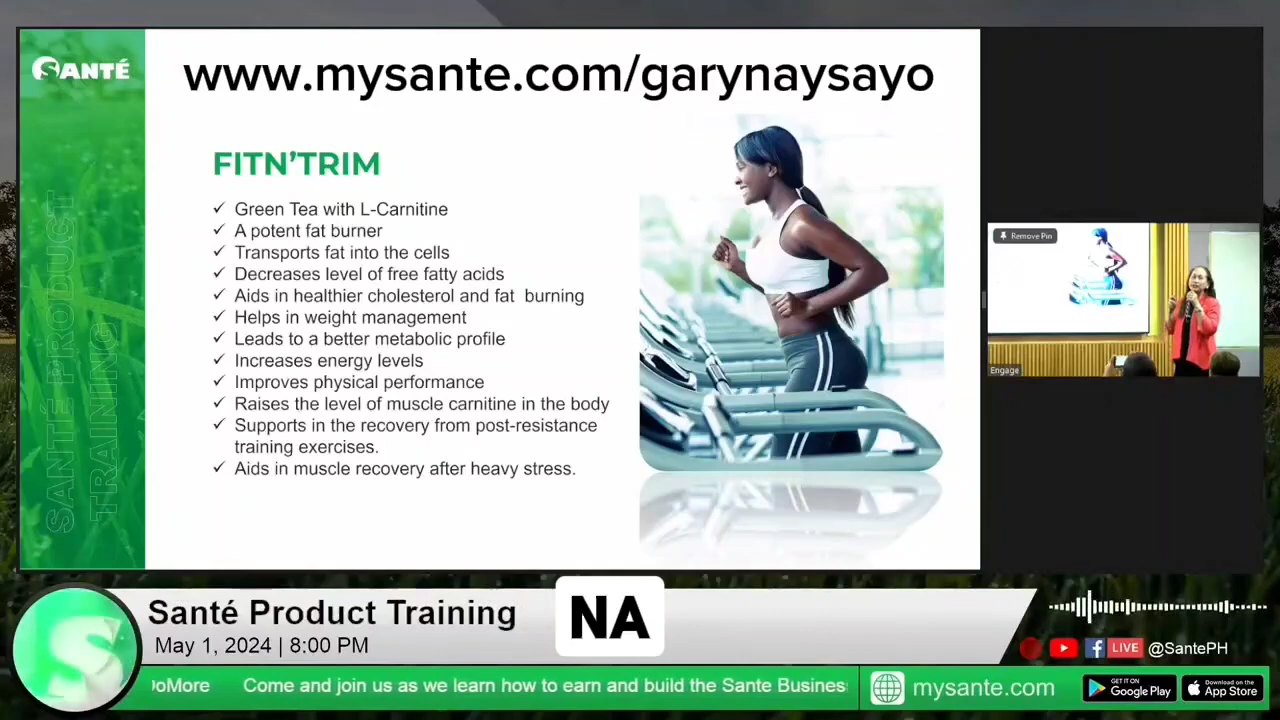 SANTÉ
www.mysante.com/garynaysayo
FITN'TRIM
✓ Green Tea with L-Carnitine
✓ A potent fat burner
✓ Transports fat into the cells
✓ Decreases level of free fatty acids
✓ Aids in healthier cholesterol and fat burning
✓ Helps in weight management
✓ Leads to a better metabolic profile
✓ Increases energy levels
✓ Improves physical performance
✓ Raises the level of muscle carnitine in the body
✓ Supports in the recovery from post-resistance
training exercises.
✓ Aids in muscle recovery after heavy stress.
SANTÉ PRODUCT
TRAINING
Remove Pin
Engage
Santé Product Training
May 1, 2024 | 8:00 PM
NA
LIVE @SantePH
DoMore Come and join us as we learn how to earn and build the Sante Busines
mysante.com
GET IT ON
Google Play
Download on the
App Store